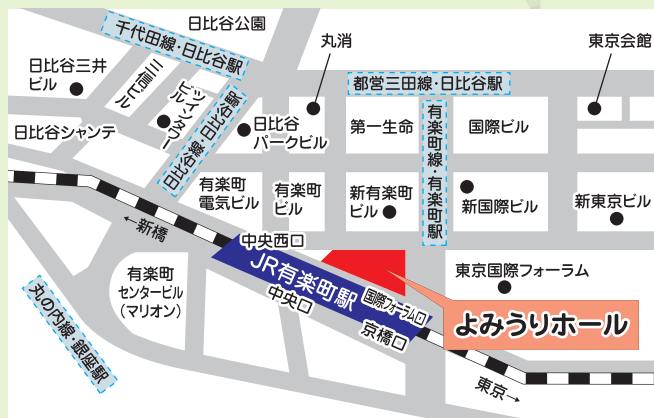 日比谷公園
千代田線・日比谷駅
丸消
東京会館
日比谷三井
ビル
三信ビル
ツインタワー
ビル
日比谷線・日比谷駅
都営三田線・日比谷駅
日比谷シャンテ
日比谷
パークビル
第一生命
有楽町線・有楽町駅
国際ビル
有楽町
電気ビル
有楽町
ビル
新有楽町
ビル
新国際ビル
新東京ビル
←新橋
中央西口
JR有楽町駅
国際フォーラム口
中央口
京橋口
東京国際フォーラム
有楽町
センタービル
(マリオン)
よみうりホール
丸の内線・銀座駅
東京→